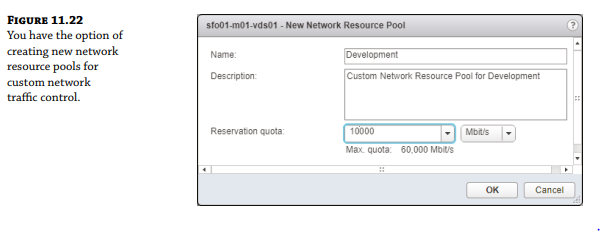 FIGURE 11.22
You have the option of
creating new network
resource pools for
custom network
traffic control.
sfo01-m01-vds01 - New Network Resource Pool
?
Name:
Development
Description:
Custom Network Resource Pool for Development
Reservation quota:
10000
Mbit/s
Max. quota: 60,000 Mbit/s
OK
Cancel